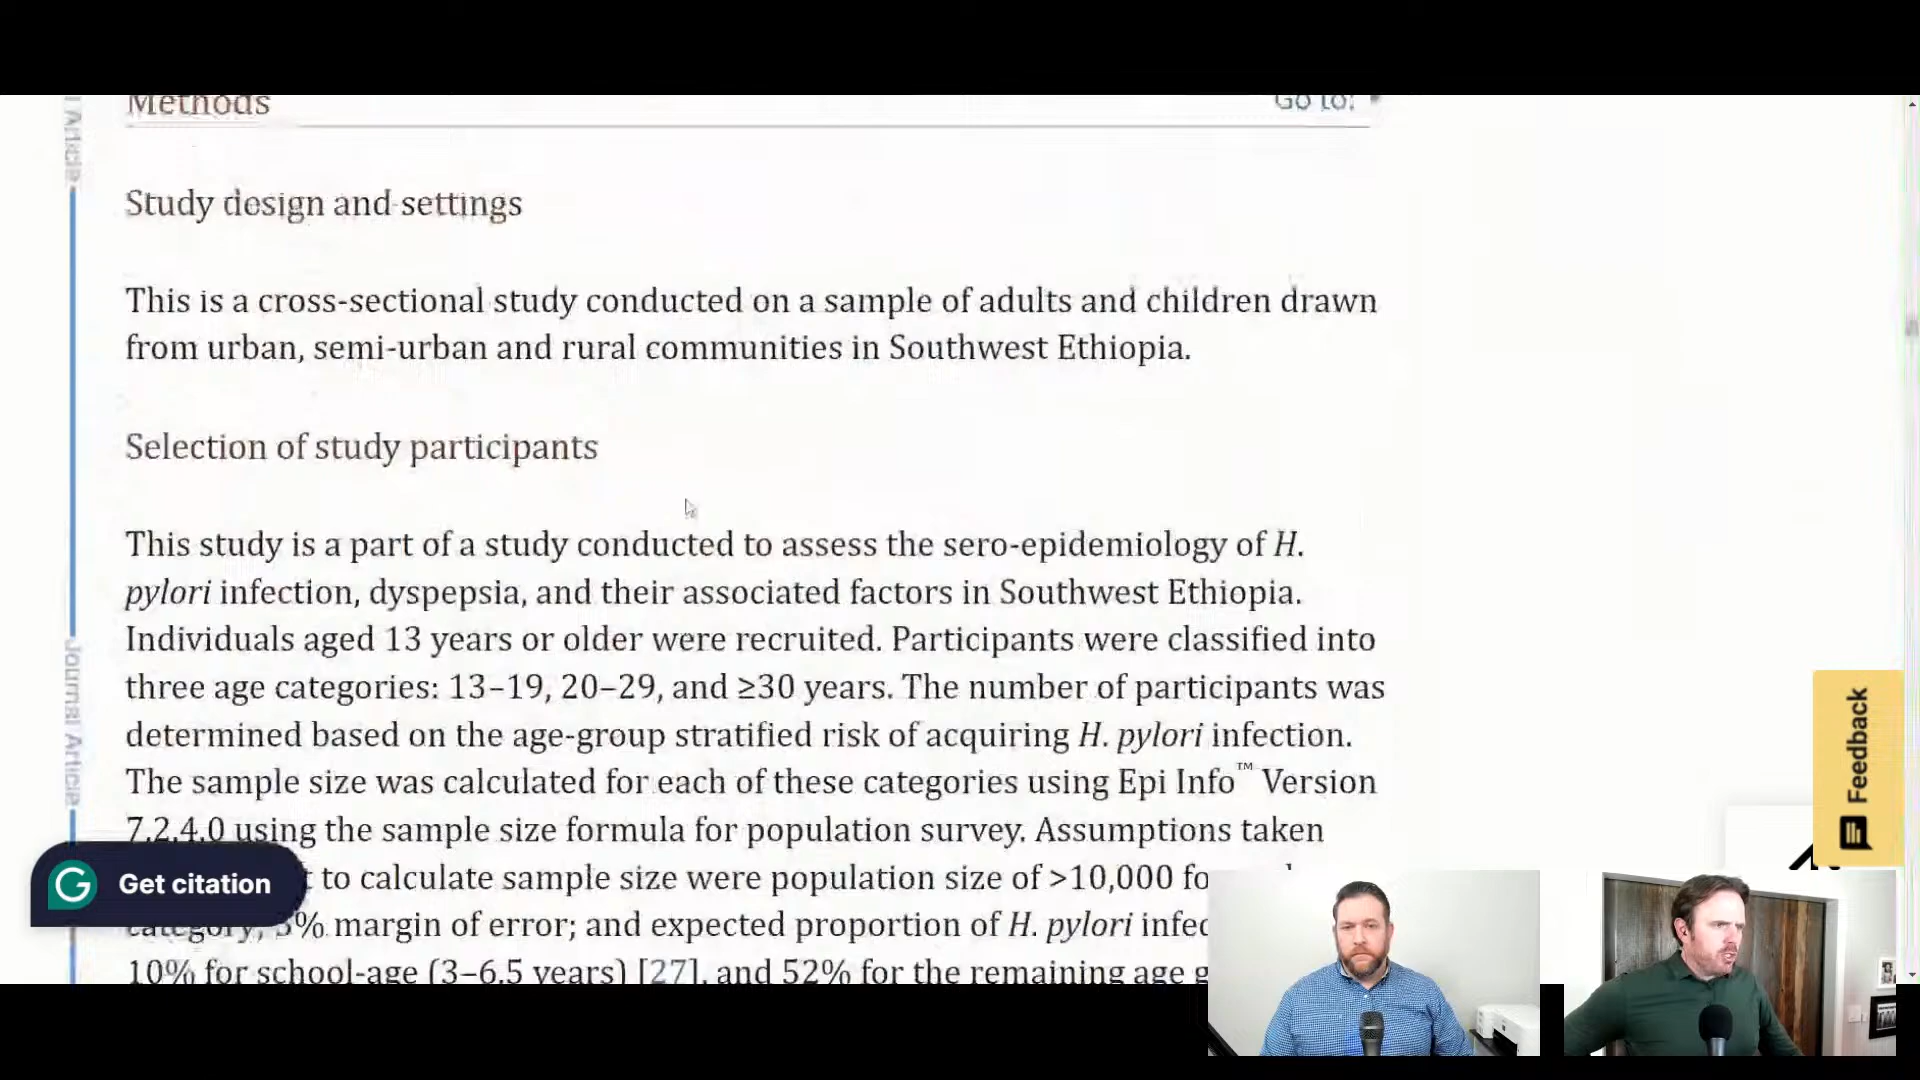 Methods
Go to:
Study design and settings
This is a cross-sectional study conducted on a sample of adults and children drawn
from urban, semi-urban and rural communities in Southwest Ethiopia.
Selection of study participants
This study is a part of a study conducted to assess the sero-epidemiology of H.
pylori infection, dyspepsia, and their associated factors in Southwest Ethiopia.
Individuals aged 13 years or older were recruited. Participants were classified into
three age categories: 13–19, 20–29, and ≥30 years. The number of participants was
determined based on the age-group stratified risk of acquiring H. pylori infection.
The sample size was calculated for each of these categories using Epi Info™ Version
7.2.4.0 using the sample size formula for population survey. Assumptions taken
to calculate sample size were population size of >10,000
category, % margin of error; and expected proportion of H. pylori
10% for school-age (3–6.5 years) [27], and 52% for the remaining age
Get citation
Feedback
Journal Article
Article